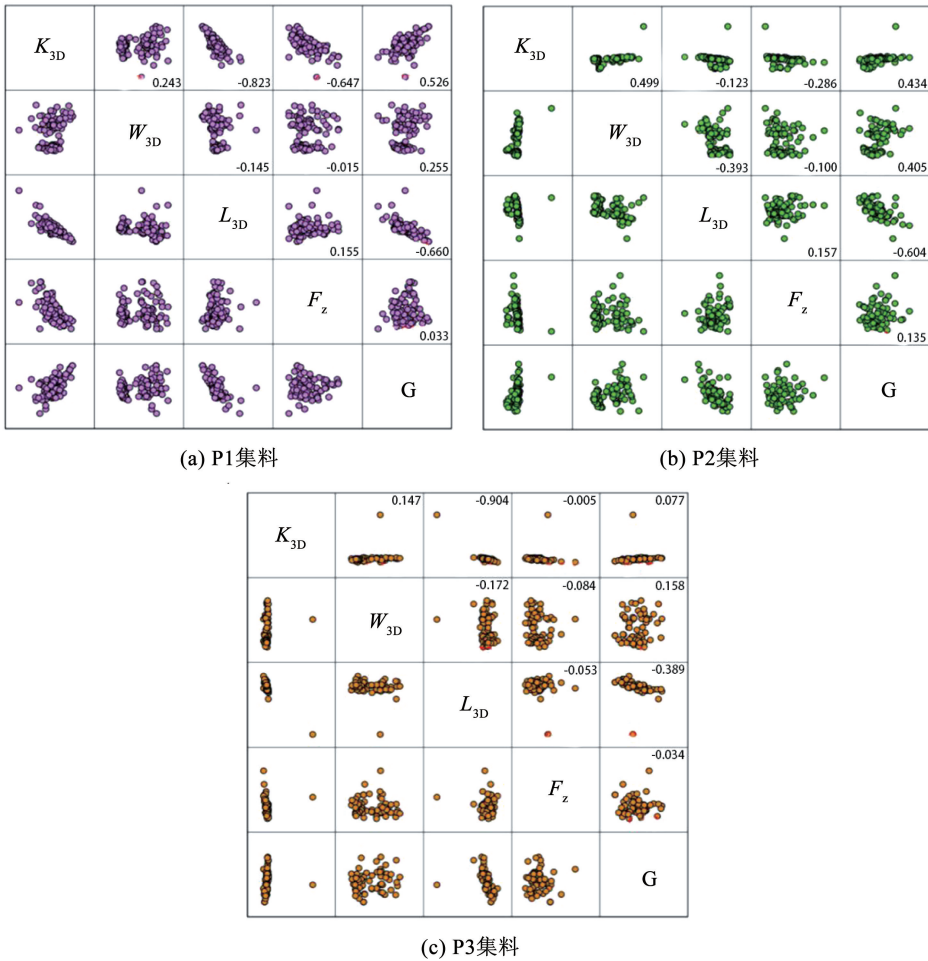 K3D
0.243 -0.823 -0.647 0.526
W3D
-0.145 -0.015 0.255
L3D
0.155 -0.660
Fz
0.033
G
(a) P1集料
K3D
0.499 -0.123 -0.286 0.434
W3D
-0.393 -0.100 0.405
L3D
0.157 -0.604
Fz
0.135
G
(b) P2集料
0.147 -0.904 -0.005 0.077
K3D
-0.172 -0.084 0.158
W3D
-0.053 -0.389
L3D
-0.034
Fz
G
(c) P3集料